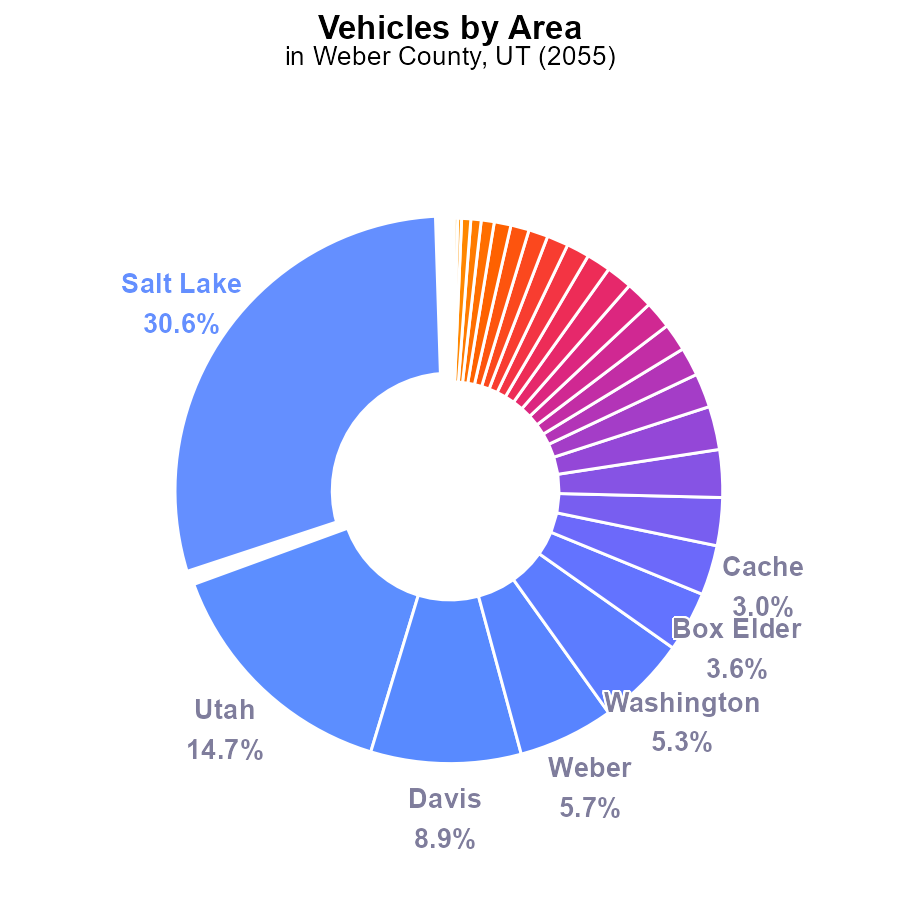 Vehicles by Area
in Weber County, UT (2055)
Salt Lake
30.6%
Cache
3.0%
Box Elder
3.6%
Washington
5.3%
Utah
14.7%
Weber
5.7%
Davis
8.9%